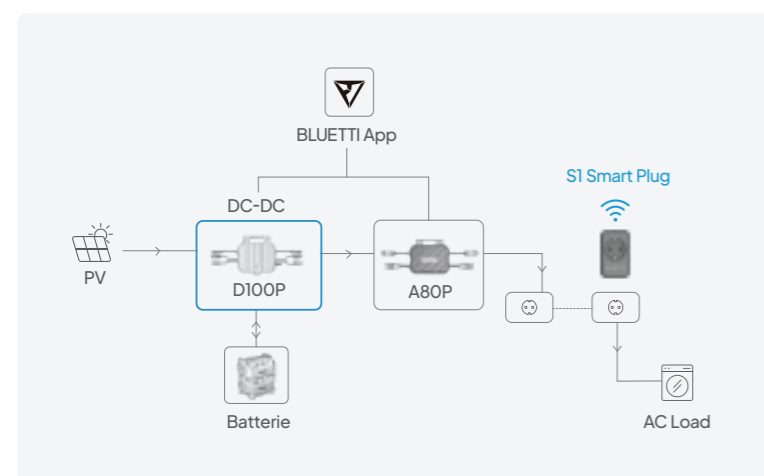 BLUETTI App
S1 Smart Plug
DC-DC
PV
D100P
A80P
Batterie
AC Load